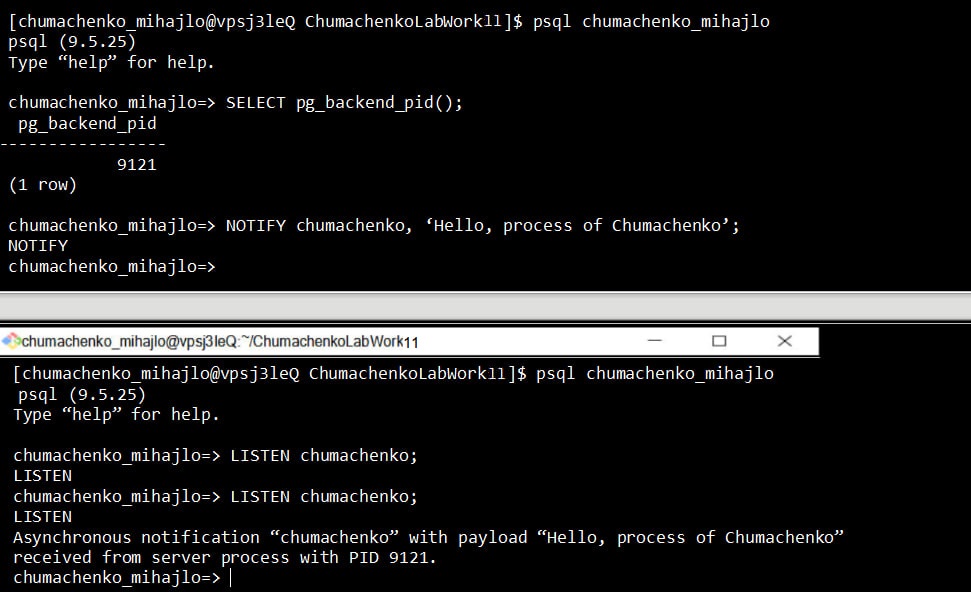 [chumachenko_mihajlo@vpsj3leQ ChumachenkoLabWork11]$ psql chumachenko_mihajlo
psql (9.5.25)
Type “help” for help.
chumachenko_mihajlo=> SELECT pg_backend_pid();
pg_backend_pid
-----------------
9121
(1 row)
chumachenko_mihajlo=> NOTIFY chumachenko, ‘Hello, process of Chumachenko’;
NOTIFY
chumachenko_mihajlo=>
chumachenko_mihajlo@vpsj3leQ:~/ChumachenkoLabWork11
[chumachenko_mihajlo@vpsj3leQ ChumachenkoLabWork11]$ psql chumachenko_mihajlo
psql (9.5.25)
Type “help” for help.
chumachenko_mihajlo=> LISTEN chumachenko;
LISTEN
chumachenko_mihajlo=> LISTEN chumachenko;
LISTEN
Asynchronous notification “chumachenko” with payload “Hello, process of Chumachenko”
received from server process with PID 9121.
chumachenko_mihajlo=>